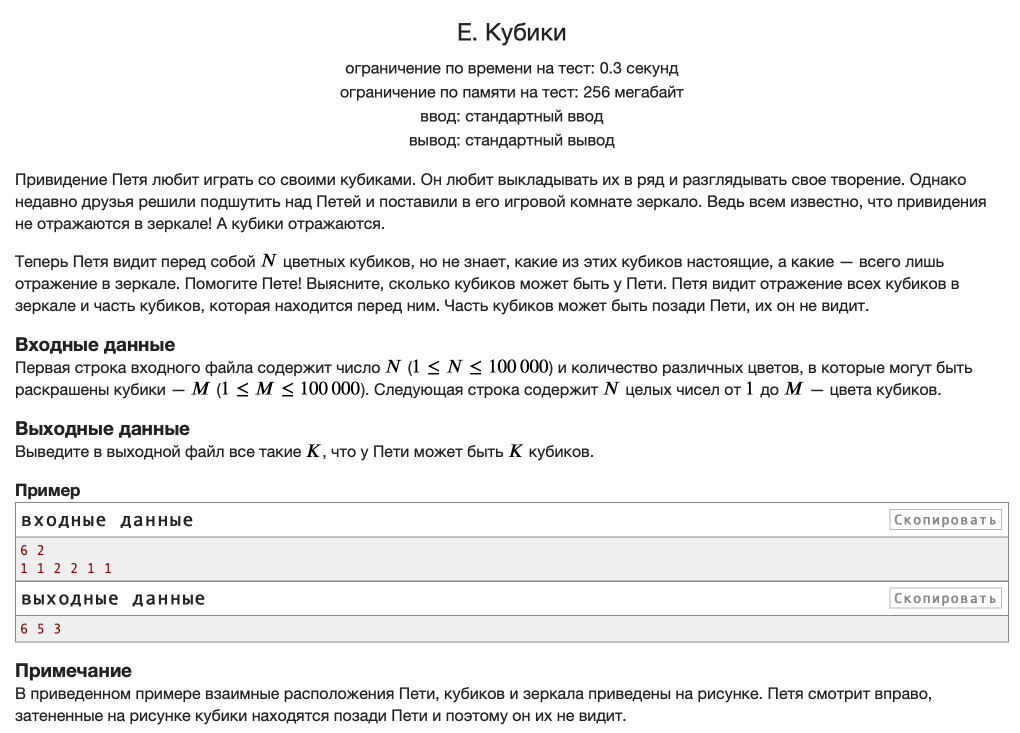 E. Кубики
ограничение по времени на тест: 0.3 секунд
ограничение по памяти на тест: 256 мегабайт
ввод: стандартный ввод
вывод: стандартный вывод
Привидение Петя любит играть со своими кубиками. Он любит выкладывать их в ряд и разглядывать свое творение. Однако
недавно друзья решили подшутить над Петей и поставили в его игровой комнате зеркало. Ведь всем известно, что привидения
не отражаются в зеркале! А кубики отражаются.
Теперь Петя видит перед собой N цветных кубиков, но не знает, какие из этих кубиков настоящие, а какие — всего лишь
отражение в зеркале. Помогите Пете! Выясните, сколько кубиков может быть у Пети. Петя видит отражение всех кубиков в
зеркале и часть кубиков, которая находится перед ним. Часть кубиков может быть позади Пети, их он не видит.
Входные данные
Первая строка входного файла содержит число N (1 ≤ N ≤ 100 000) и количество различных цветов, в которые могут быть
раскрашены кубики − M (1 ≤ M ≤ 100 000). Следующая строка содержит N целых чисел от 1 до M — цвета кубиков.
Выходные данные
Выведите в выходной файл все такие K, что у Пети может быть K кубиков.
Пример
входные данные
Скопировать
6 2
1 1 2 2 1 1
выходные данные
Скопировать
6 5 3
Примечание
В приведенном примере взаимные расположения Пети, кубиков и зеркала приведены на рисунке. Петя смотрит вправо,
затененные на рисунке кубики находятся позади Пети и поэтому он их не видит.